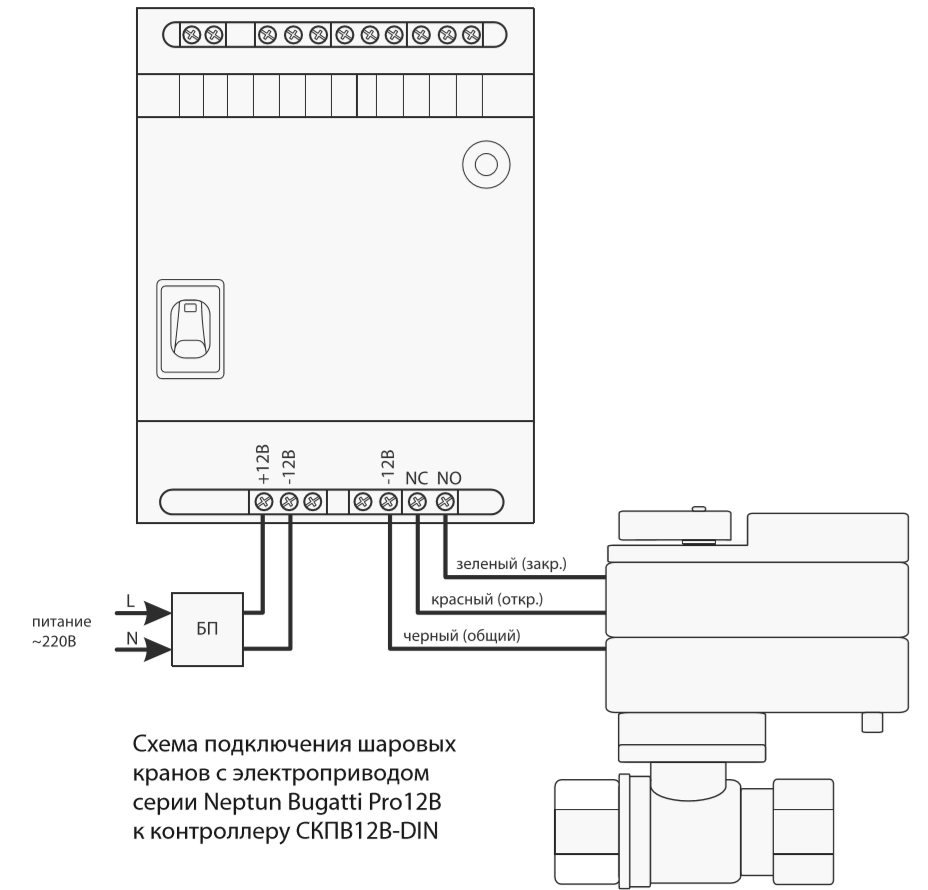 +12В
-12В
-12В
NC NO
зеленый (закр.)
красный (откр.)
черный (общий)
L
питание
~220В
N
БП
Схема подключения шаровых
кранов с электроприводом
серии Neptun Bugatti Pro12В
к контроллеру СКПВ12В-DIN